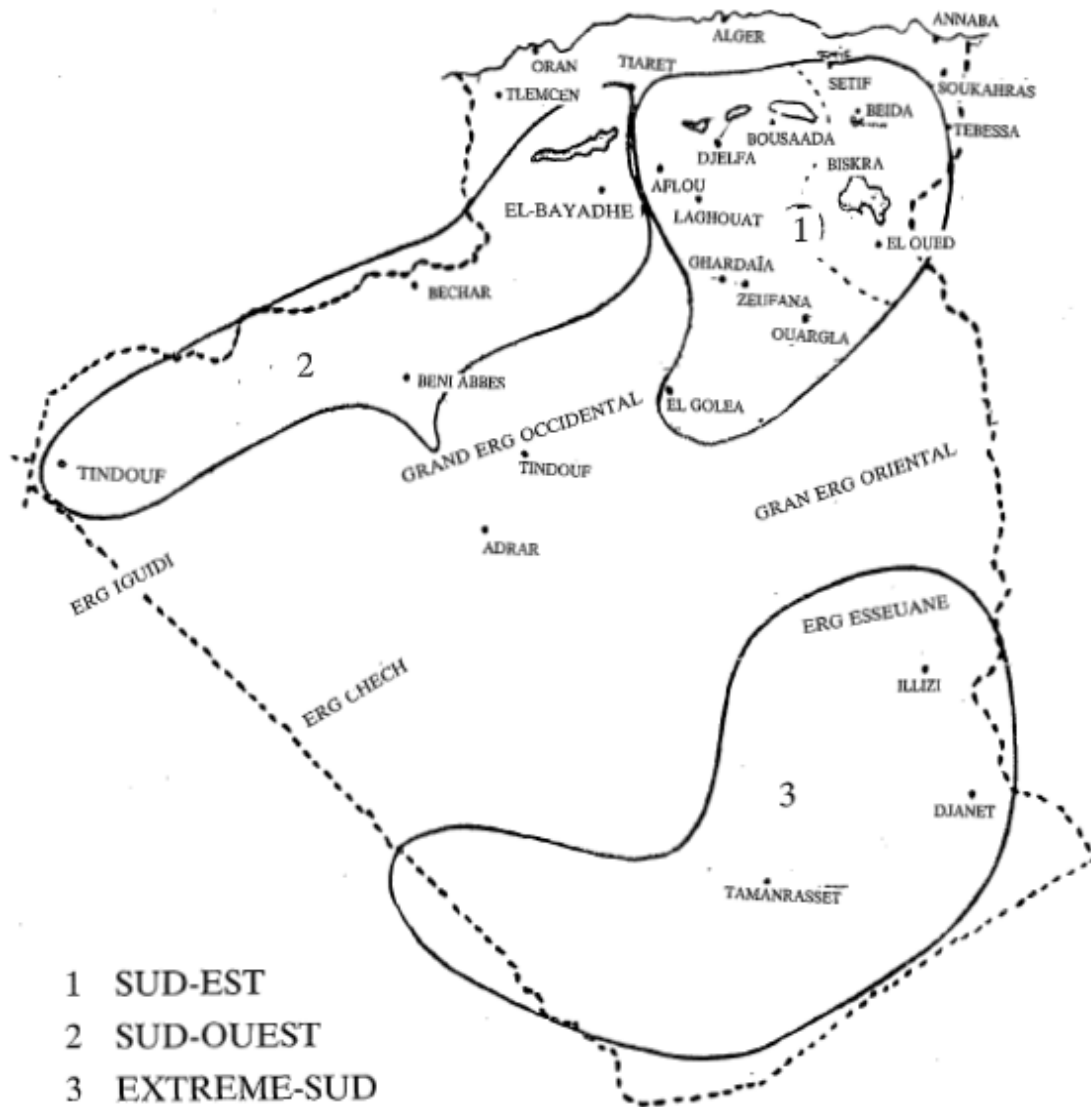 ANNABA
ALGER
ORAN
TIARET
SETIF
SOUKAHRAS
TLEMCEN
BEIDA
BOUSAADA
TEBESSA
DJELFA
BISKRA
AFLOU
EL-BAYADHE
LAGHOUAT
1
EL OUED
GHARDAÏA
BECHAR
ZEUFANA
OUARGLA
2
BENI ABBES
EL GOLEA
GRAND ERG OCCIDENTAL
TINDOUF
TINDOUF
GRAN ERG ORIENTAL
ADRAR
ERG IGUIDI
ERG ESSEUANE
ILLIZI
ERG CHECH
3
DJANET
TAMANRASSET
1 SUD-EST
2 SUD-OUEST
3 EXTREME-SUD